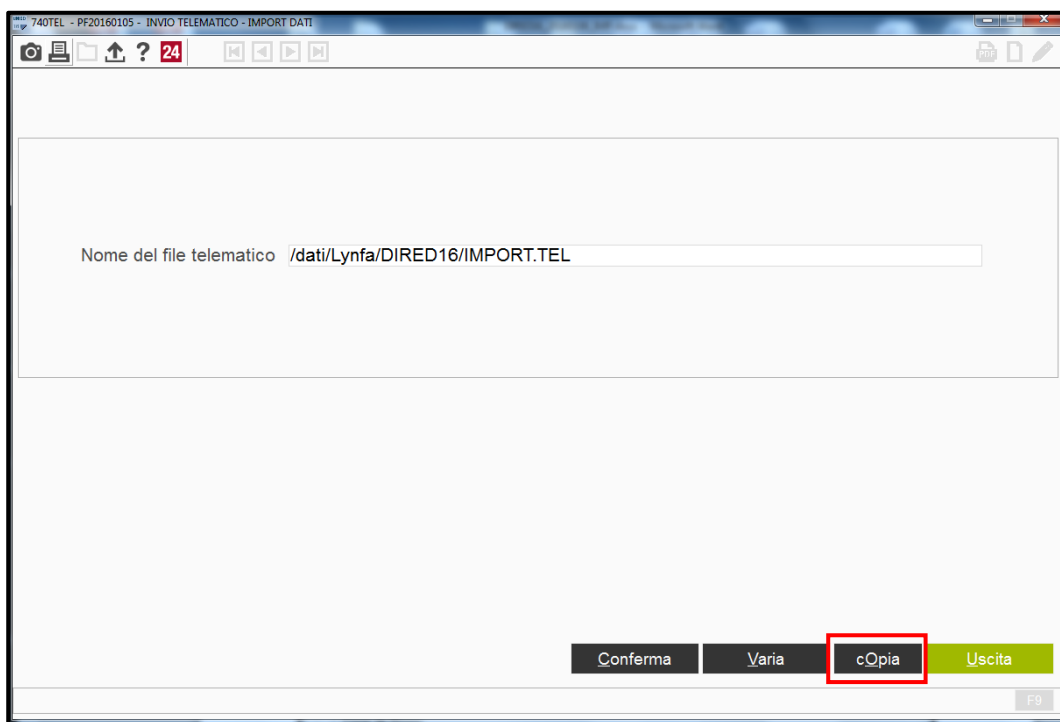 740TEL - PF20160105 - INVIO TELEMATICO - IMPORT DATI
? 24
PDF
Nome del file telematico /dati/Lynfa/DIRED16/IMPORT.TEL
Conferma Varia cOpia Uscita
F9